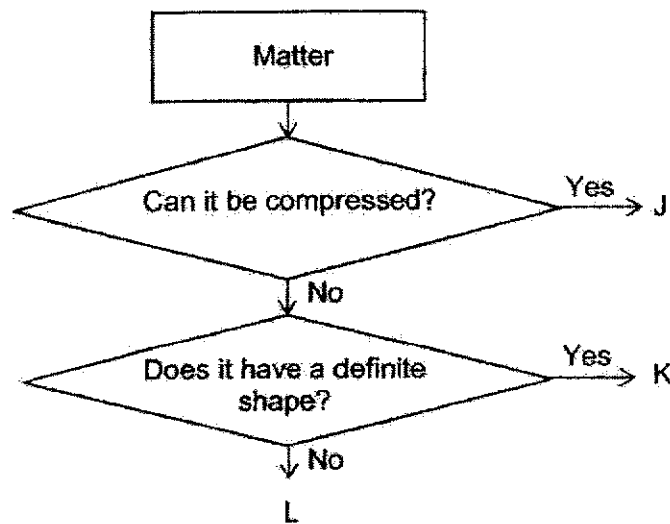 Matter
Can it be compressed?
Yes
J
No
Does it have a definite
shape?
Yes
K
No
L